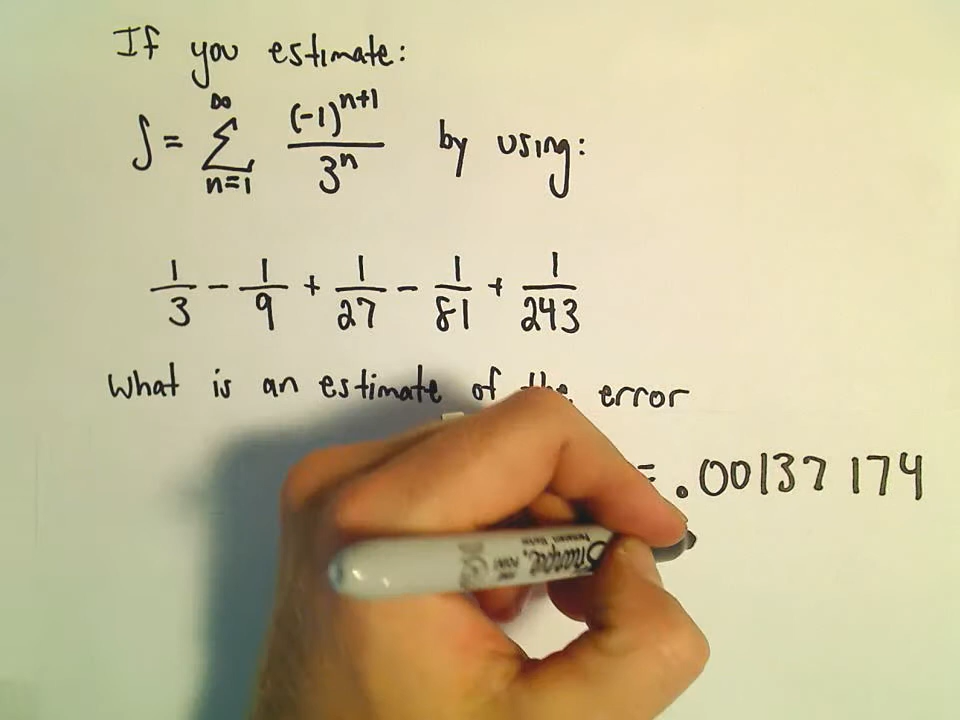 If you estimate:
S = ∞ Σ n=1 (-1)^(n+1) / 3^n by using:
1/3 - 1/9 + 1/27 - 1/81 + 1/243
what is an estimate of the error
= .00137174
Sharpie